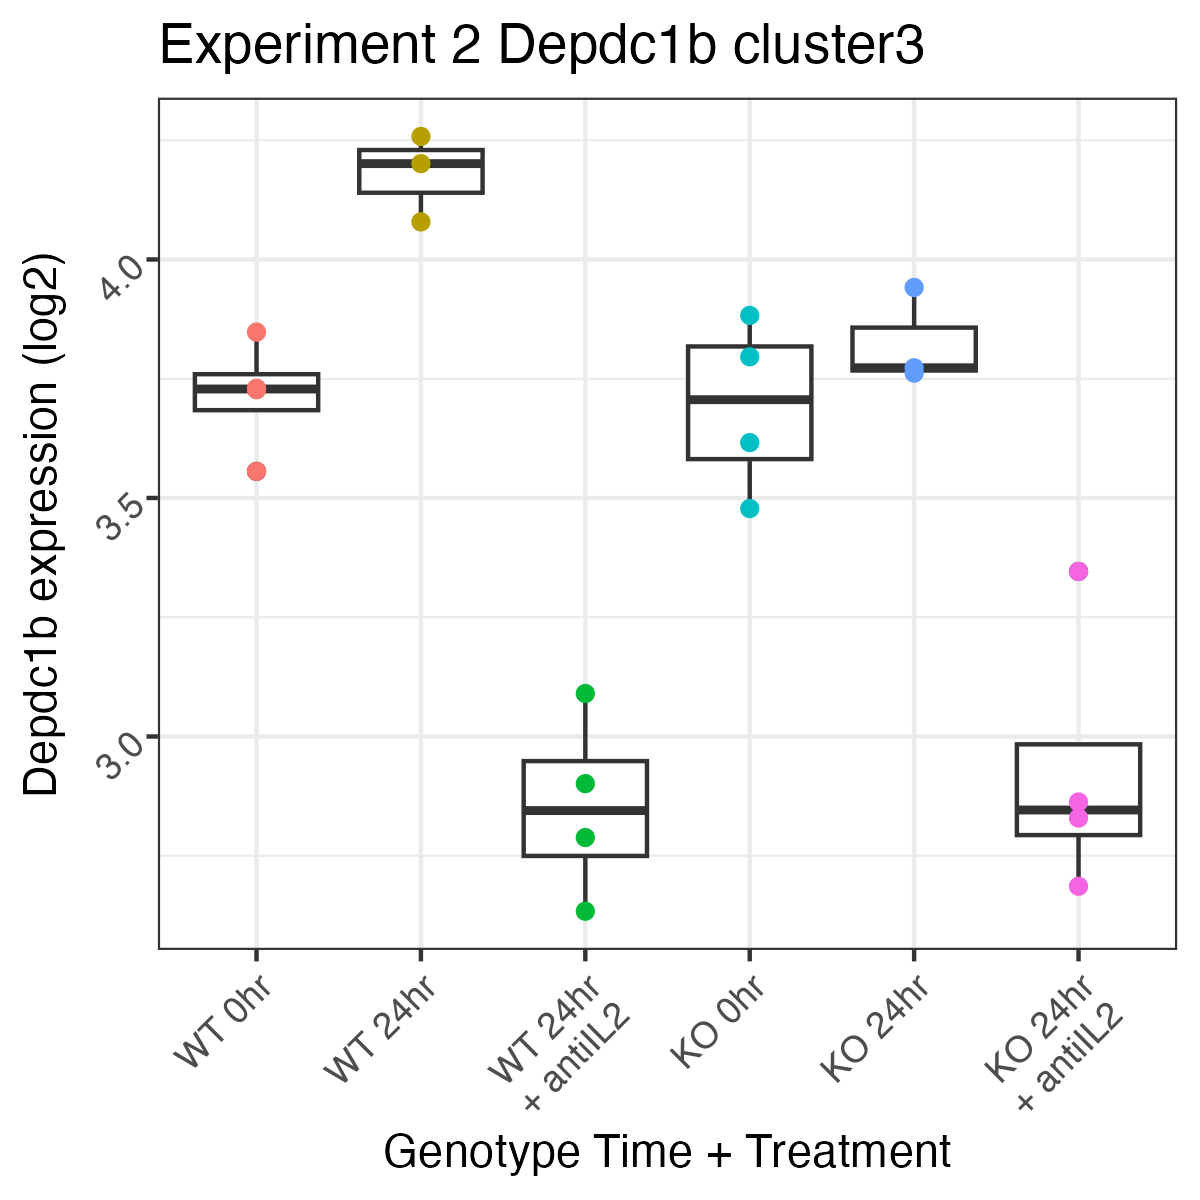 Experiment 2 Depdc1b cluster3
Depdc1b expression (log2)
4.0
3.5
3.0
WT 0hr
WT 24hr
WT 24hr
+ antiIL2
KO 0hr
KO 24hr
KO 24hr
+ antiIL2
Genotype Time + Treatment